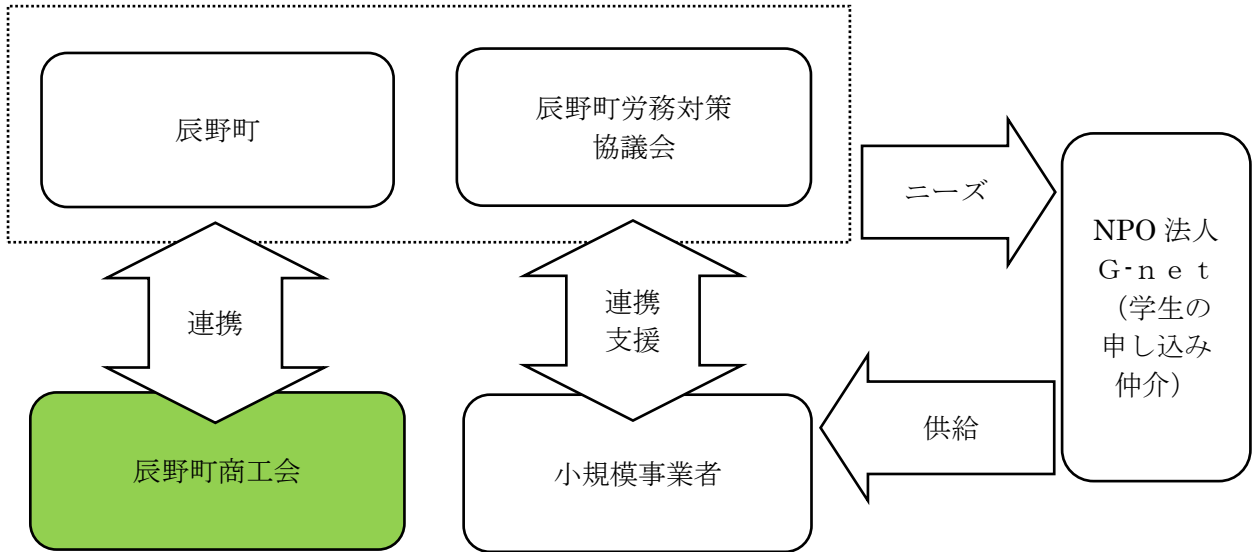 辰野町
辰野町労務対策
協議会
ニーズ
NPO 法人
Ｇ-ｎｅｔ
（学生の
申し込み
仲介）
連携
連携
支援
供給
辰野町商工会
小規模事業者